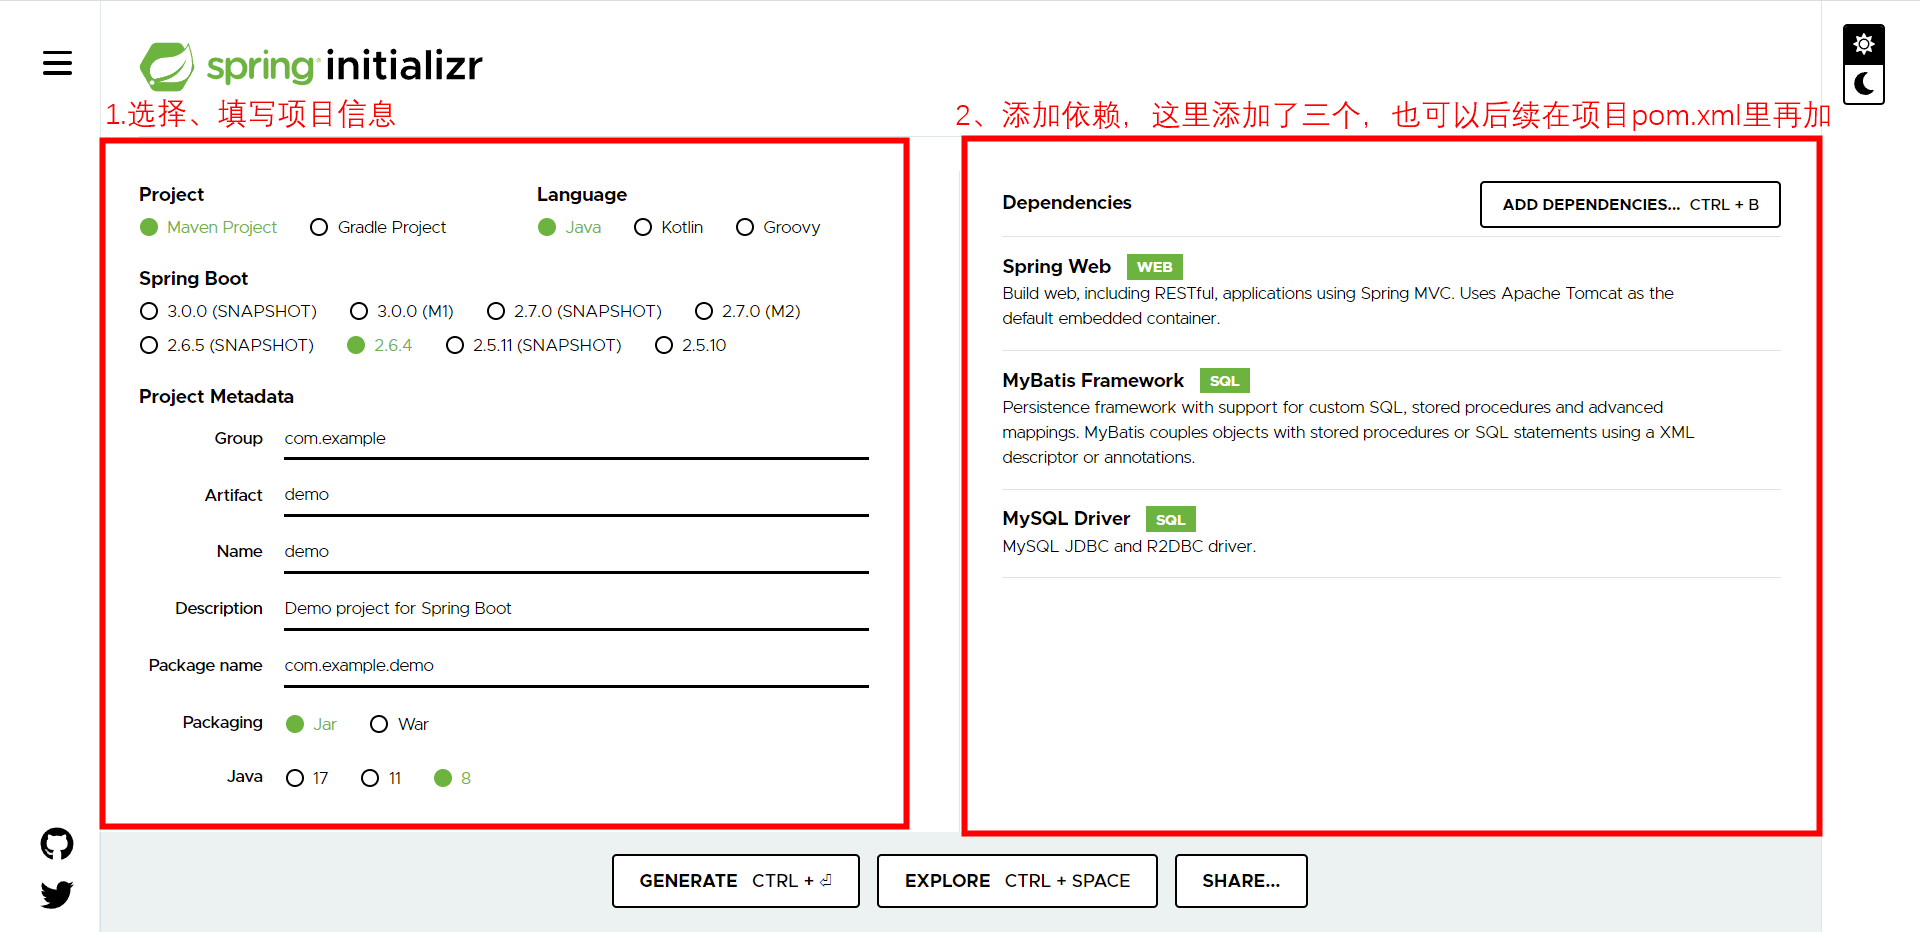 spring initializr
1.选择、填写项目信息
2、添加依赖，这里添加了三个，也可以后续在项目pom.xml里再加
Project
Maven Project
Gradle Project
Language
Java
Kotlin
Groovy
Spring Boot
3.0.0 (SNAPSHOT)
3.0.0 (M1)
2.7.0 (SNAPSHOT)
2.7.0 (M2)
2.6.5 (SNAPSHOT)
2.6.4
2.5.11 (SNAPSHOT)
2.5.10
Project Metadata
Group com.example
Artifact demo
Name demo
Description Demo project for Spring Boot
Package name com.example.demo
Packaging Jar War
Java 17 11 8
Dependencies
ADD DEPENDENCIES... CTRL + B
Spring Web WEB
Build web, including RESTful, applications using Spring MVC. Uses Apache Tomcat as the
default embedded container.
MyBatis Framework SQL
Persistence framework with support for custom SQL, stored procedures and advanced
mappings. MyBatis couples objects with stored procedures or SQL statements using a XML
descriptor or annotations.
MySQL Driver SQL
MySQL JDBC and R2DBC driver.
GENERATE CTRL + ⏎
EXPLORE CTRL + SPACE
SHARE...